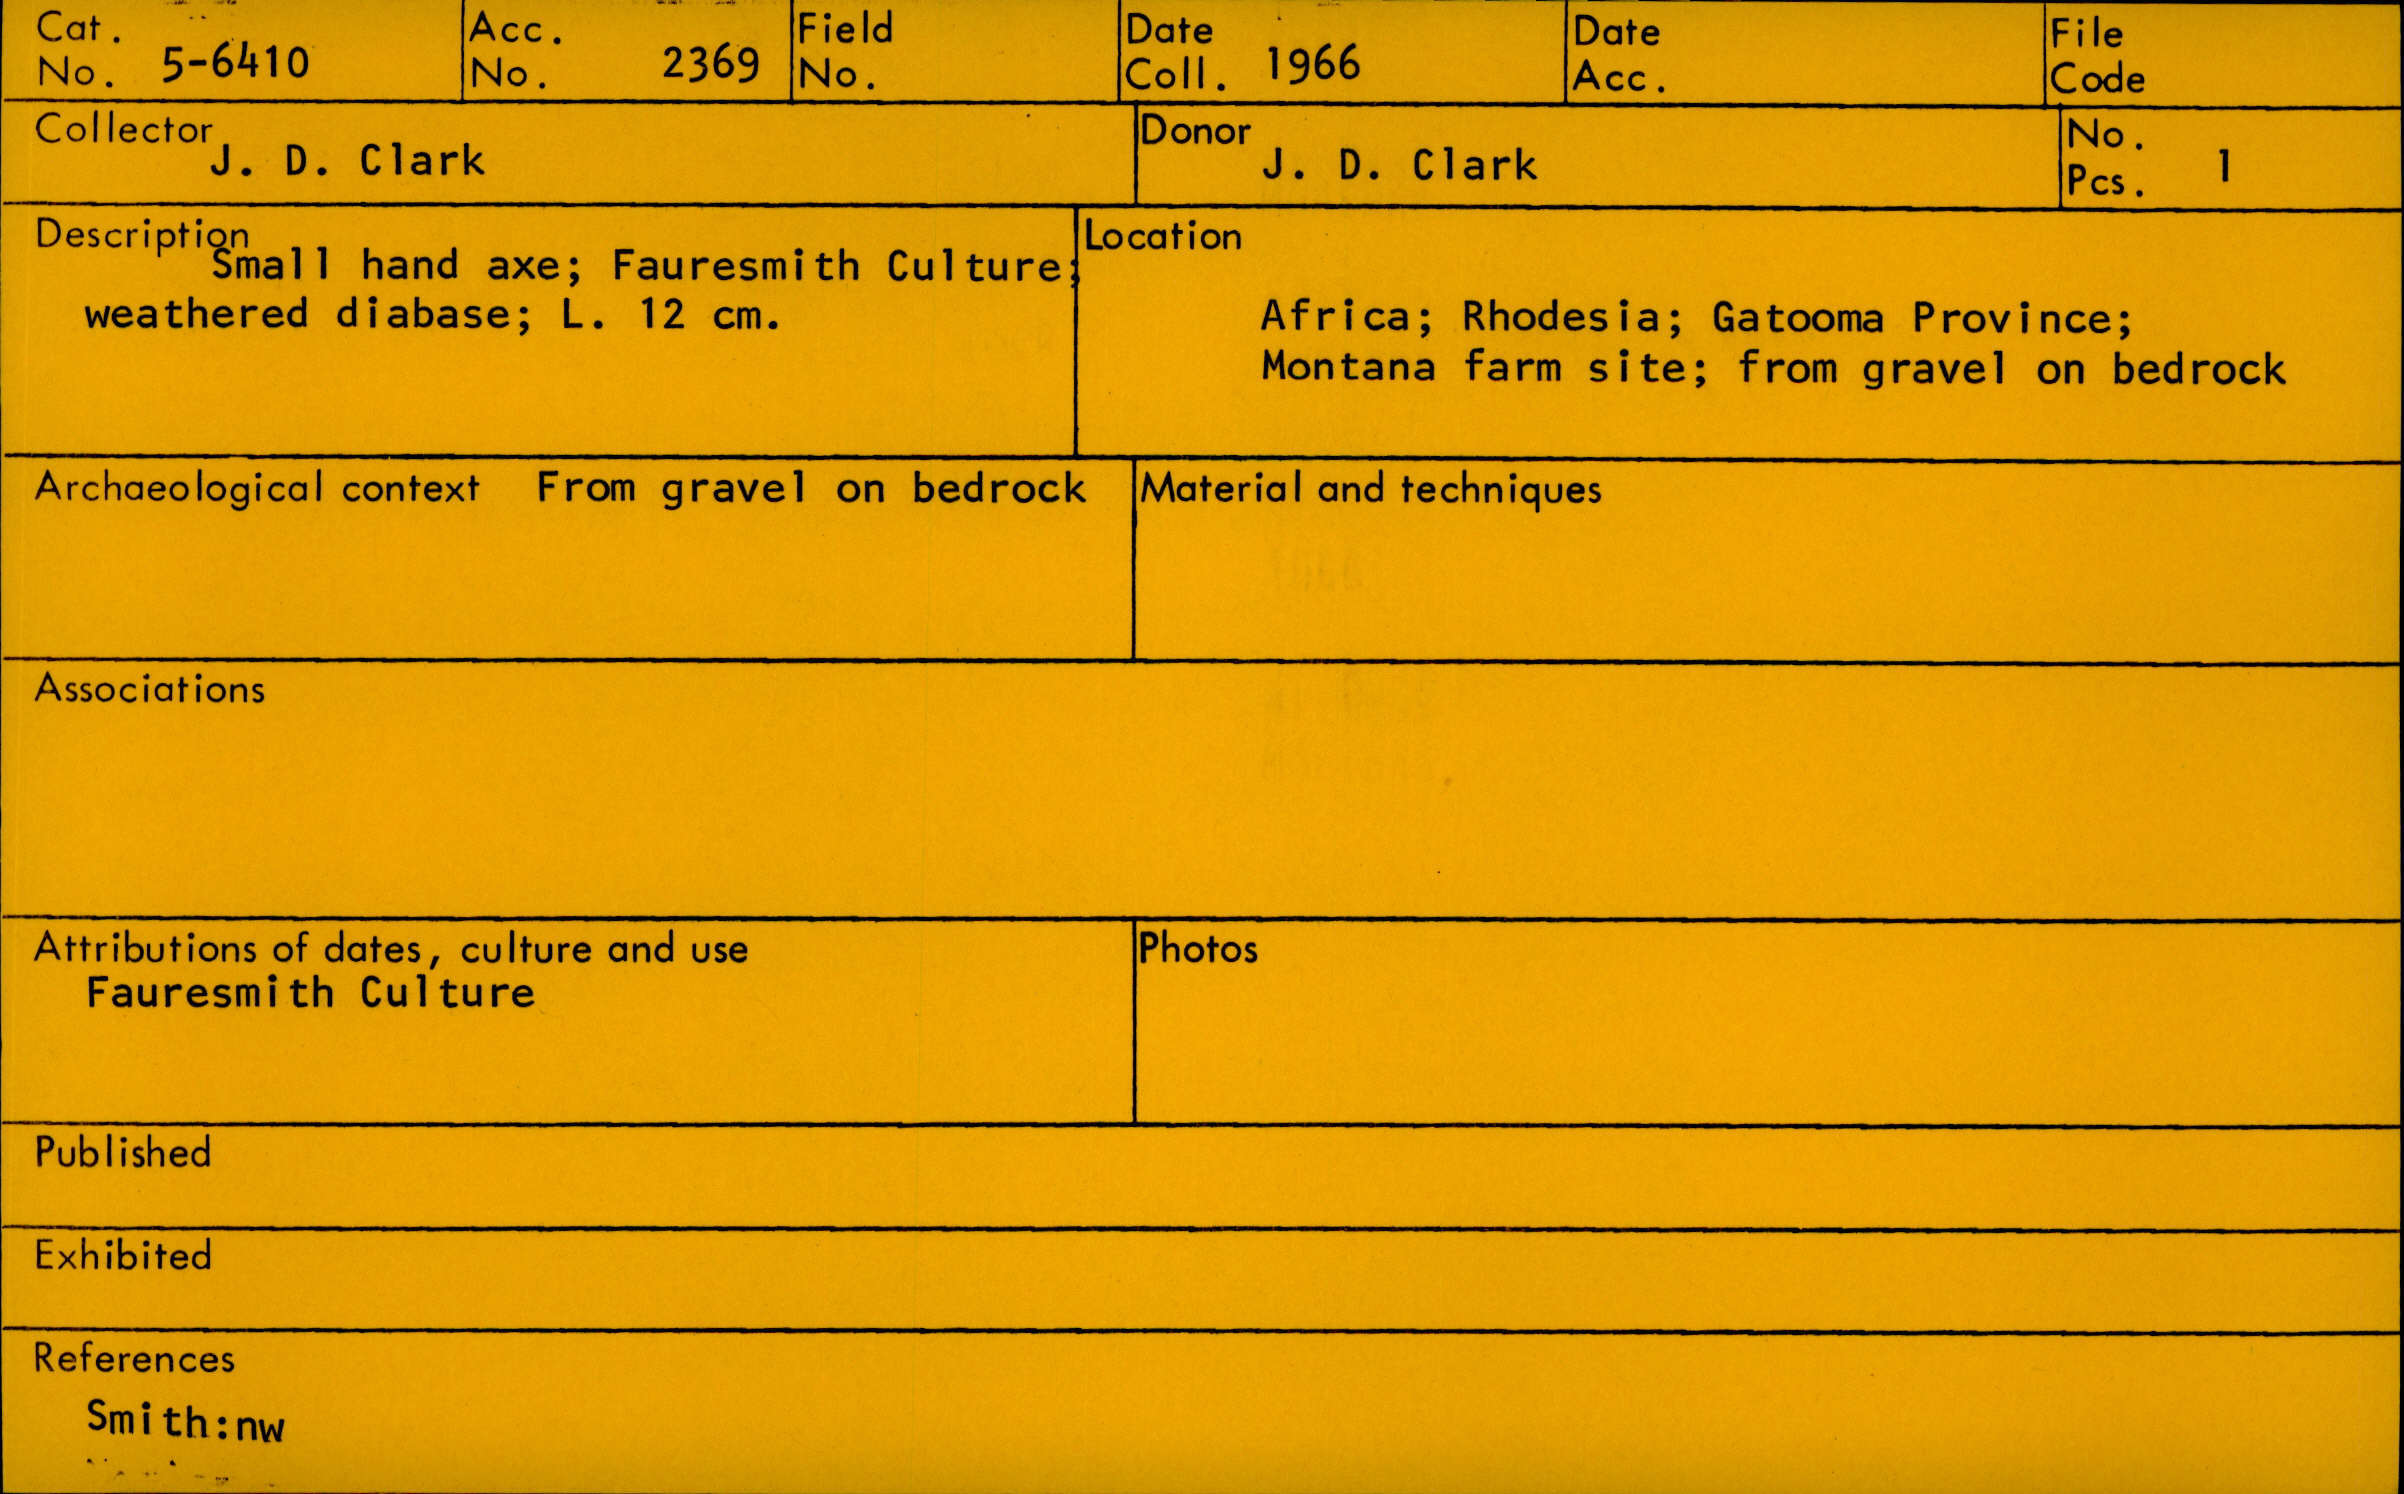 Cat. No. 5-6410
Acc. No. 2369
Field No.
Date Coll. 1966
Date Acc.
File Code
Collector
J. D. Clark
Donor
J. D. Clark
No. Pcs. 1
Description
Small hand axe; Fauresmith Culture;
weathered diabase; L. 12 cm.
Location
Africa; Rhodesia; Gatooma Province;
Montana farm site; from gravel on bedrock
Archaeological context From gravel on bedrock
Material and techniques
Associations
Attributions of dates, culture and use
Fauresmith Culture
Photos
Published
Exhibited
References
Smith:nw